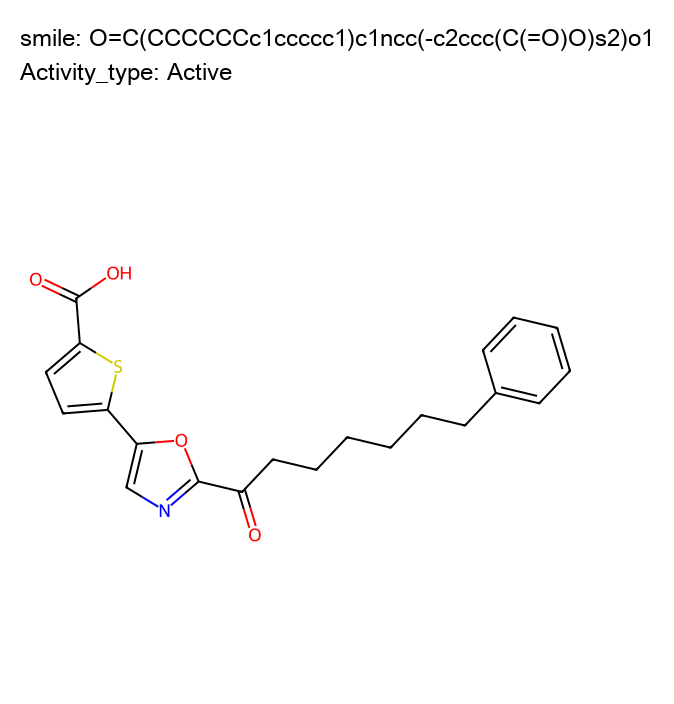 smile: O=C(CCCCCCc1ccccc1)c1ncc(-c2ccc(C(=O)O)s2)o1
Activity_type: Active
O
OH
S
O
N
O